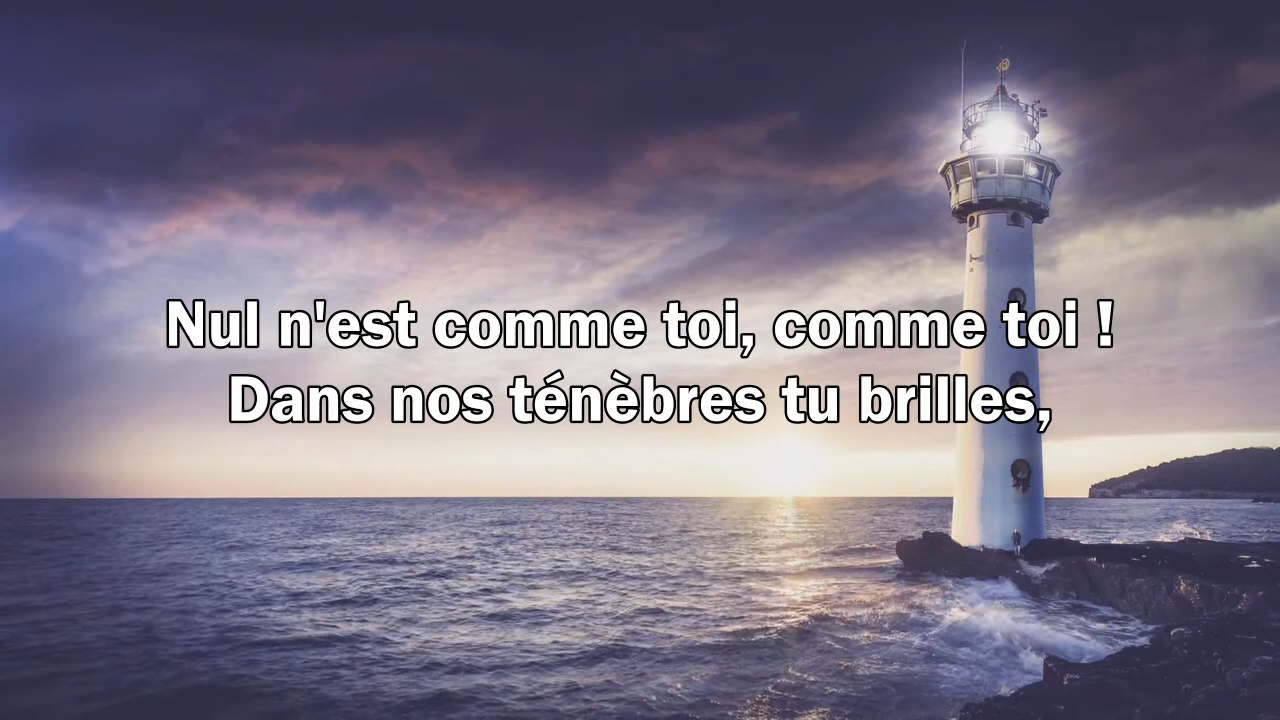 Nul n'est comme toi, comme toi !
Dans nos ténèbres tu brilles,